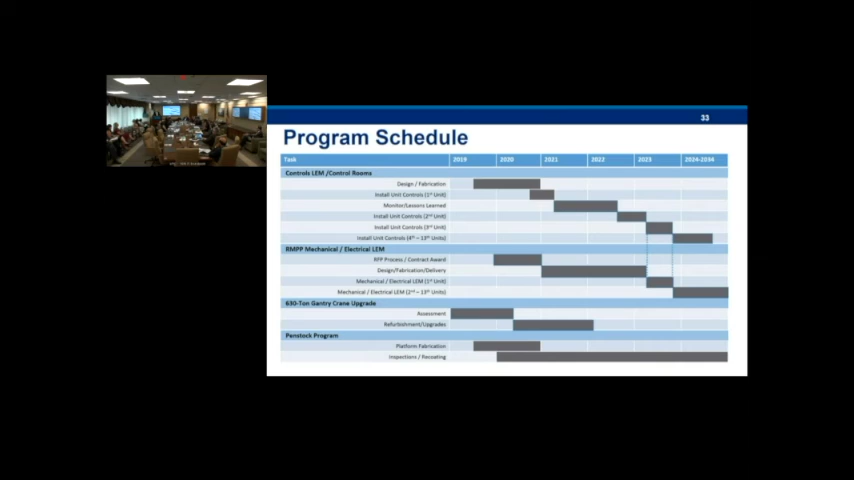 33
Program Schedule
Task 2019 2020 2021 2022 2023 2024-2034
Controls LEM /Control Rooms
Design / Fabrication
Install Unit Controls (1st Unit)
Monitor/Lessons Learned
Install Unit Controls (2nd Unit)
Install Unit Controls (3rd Unit)
Install Unit Controls (4th – 13th Units)
RMPP Mechanical / Electrical LEM
RFP Process / Contract Award
Design/Fabrication/Delivery
Mechanical / Electrical LEM (1st Unit)
Mechanical / Electrical LEM (2nd – 13th Units)
630-Ton Gantry Crane Upgrade
Assessment
Refurbishment/Upgrades
Penstock Program
Platform Fabrication
Inspections / Recoating